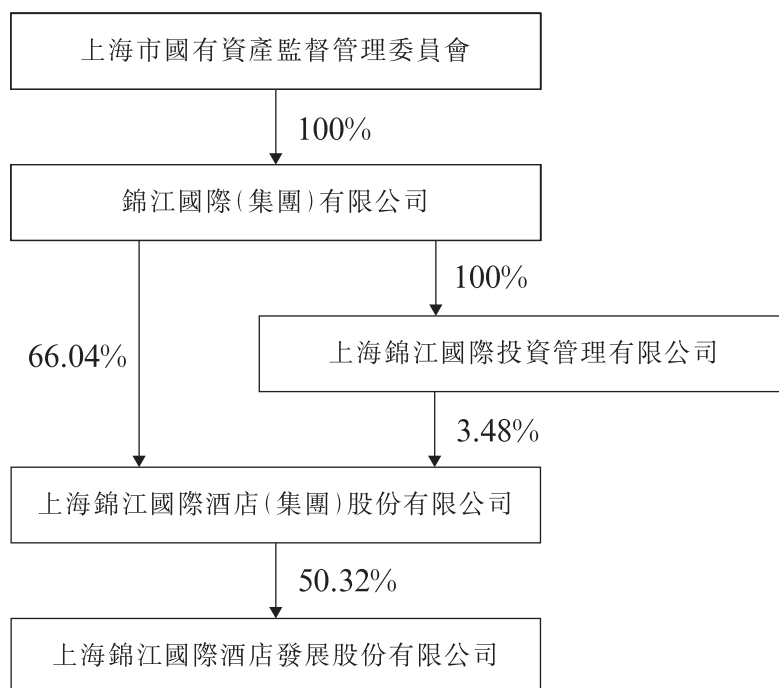 上海市國有資產監督管理委員會
100%
錦江國際(集團)有限公司
100%
66.04%
上海錦江國際投資管理有限公司
3.48%
上海錦江國際酒店(集團)股份有限公司
50.32%
上海錦江國際酒店發展股份有限公司